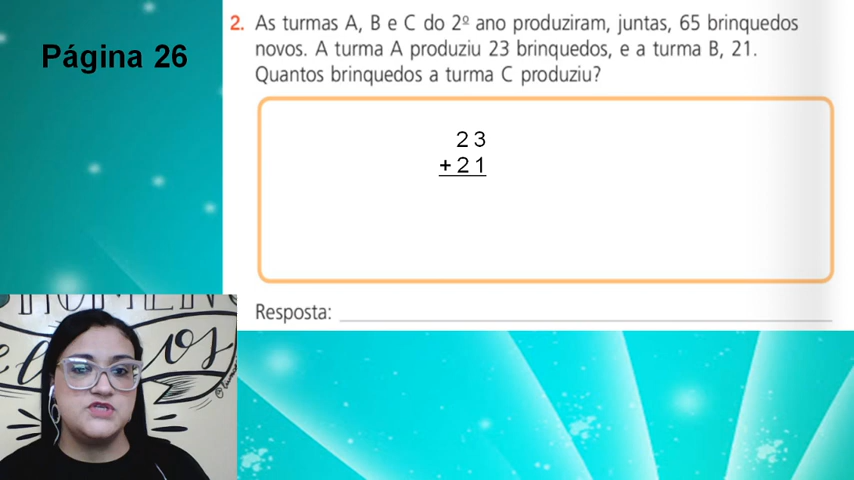 Página 26
2. As turmas A, B e C do 2º ano produziram, juntas, 65 brinquedos
novos. A turma A produziu 23 brinquedos, e a turma B, 21.
Quantos brinquedos a turma C produziu?
23
+ 21
Resposta:
os